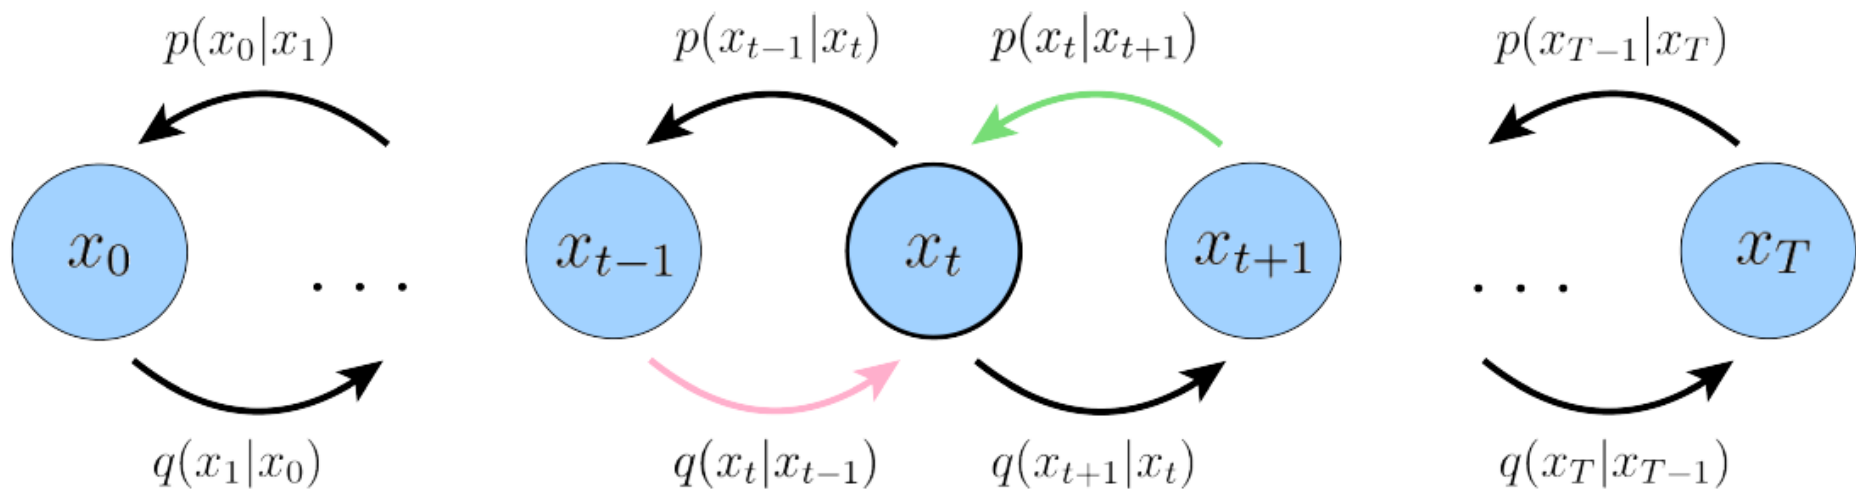 p(x_0|x_1) p(x_{t-1}|x_t) p(x_t|x_{t+1}) p(x_{T-1}|x_T)
x_0 . . . x_{t-1} x_t x_{t+1} . . . x_T
q(x_1|x_0) q(x_t|x_{t-1}) q(x_{t+1}|x_t) q(x_T|x_{T-1})